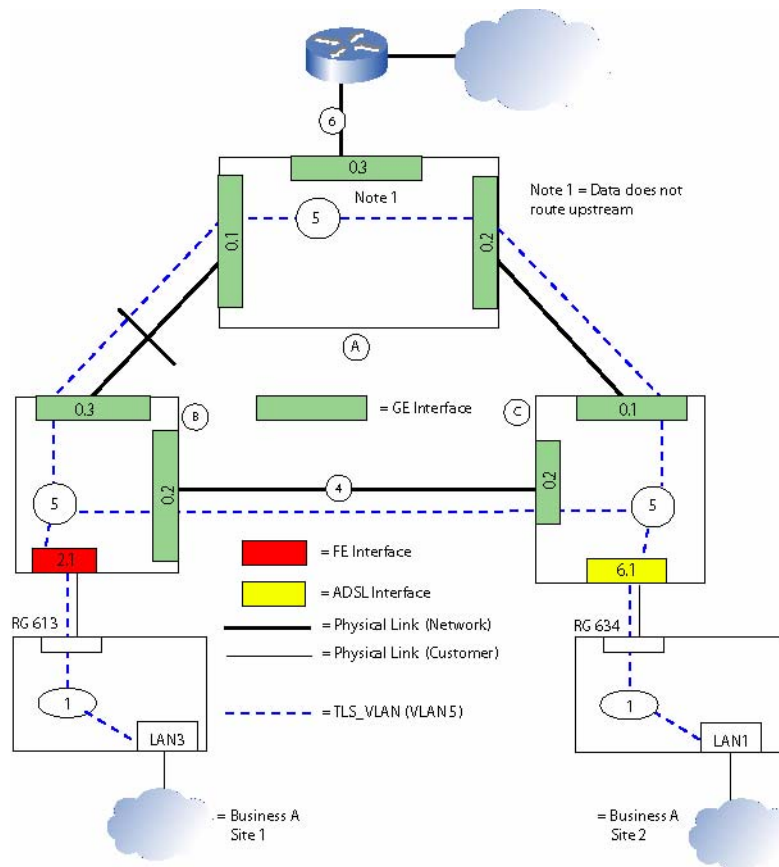 6
0.3
Note 1
Note 1 = Data does not
route upstream
5
0.1
0.2
A
0.3
B
= GE Interface
C
0.1
0.2
4
0.2
5
5
2.1
= FE Interface
6.1
= ADSL Interface
RG 613
= Physical Link (Network)
RG 634
= Physical Link (Customer)
1
1
LAN3
= TLS_VLAN (VLAN 5)
LAN1
= Business A
Site 1
= Business A
Site 2